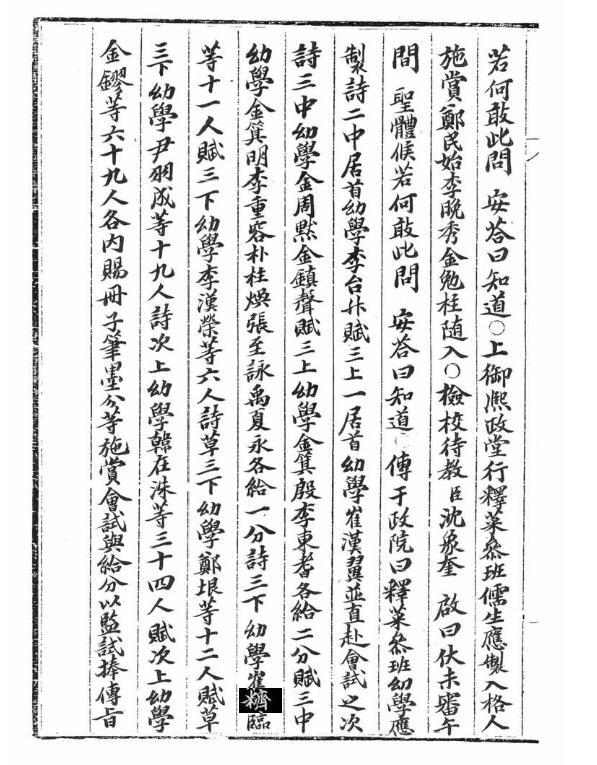 若何敢此問 安答曰知道○上御熙政堂行釋菜參班儒生應製入格人
施賞鄭民始李晚秀金勉柱隨入○檢校待教臣沈象奎 啟曰伏未審午
間 聖體候若何敢此問 安答曰知道○傳于政院曰釋菜參班幼學應
製詩二中居首幼學李台升賦三上一居首幼學崔漢翼並直赴會試之次
詩三中幼學金周默金鎮聲賦三上幼學金箕殷李東耆各給二分賦三中
幼學金箕明李重容朴柱煥張至詠禹夏永各給一分詩三下幼學崔 臨
等十一人賦三下幼學李漢榮等六人詩草三下幼學鄭垠等十二人賦草
三下幼學尹 成等十九人詩次上幼學韓在洙等三十四人賦次上幼學
金鏐等六十九人各內賜冊子筆墨分等施賞會試與給分以監試捧傳旨